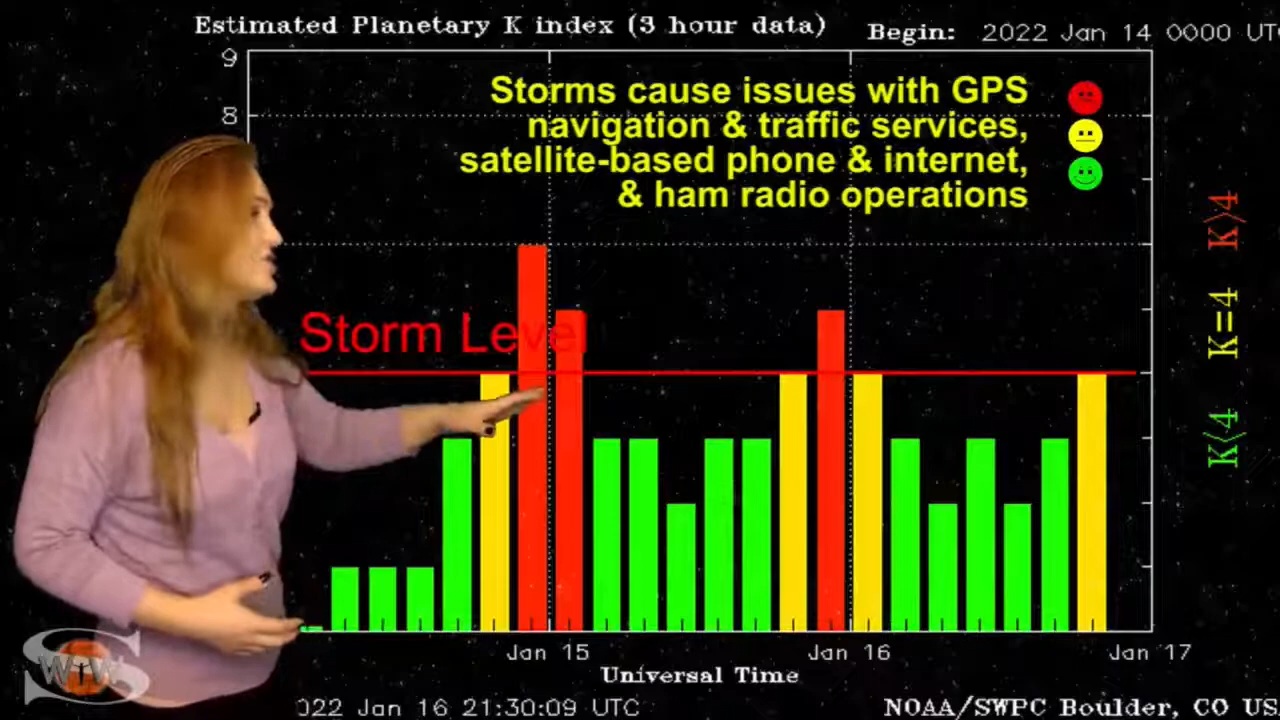 Estimated Planetary K index (3 hour data)
Begin: 2022 Jan 14 0000 UTC
9
Storms cause issues with GPS
8
navigation & traffic services,
satellite-based phone & internet,
& ham radio operations
K>4
K=4
K<4
Storm Level
Jan 15
Jan 16
Jan 17
Universal Time
022 Jan 16 21:30:09 UTC
NOAA/SWPC Boulder, CO US
WTW